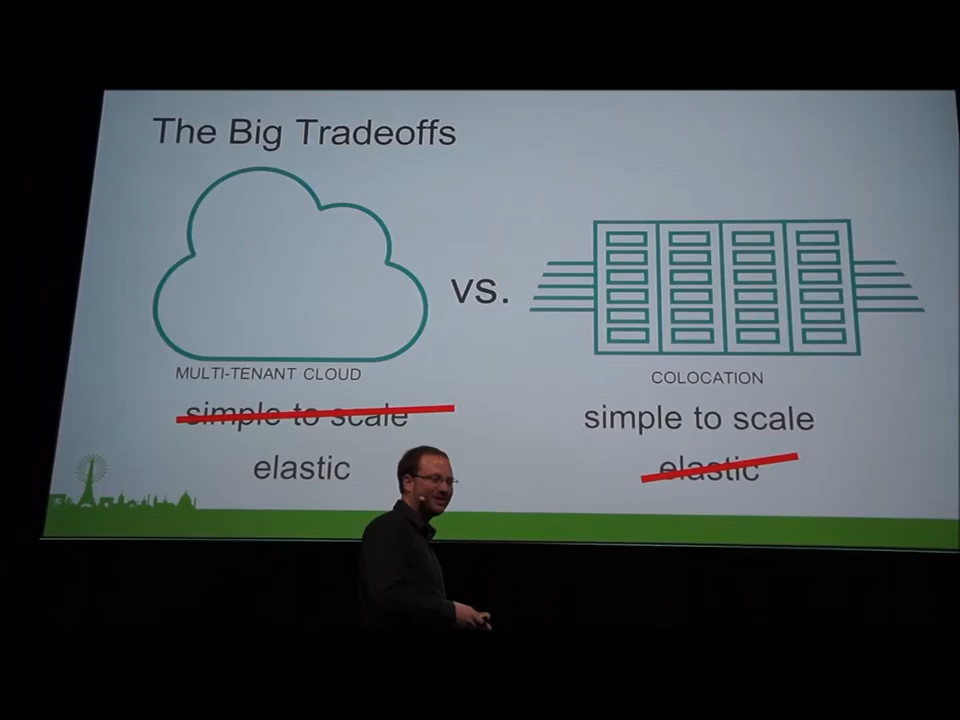 The Big Tradeoffs
vs.
MULTI-TENANT CLOUD
COLOCATION
simple to scale
simple to scale
elastic
elastic